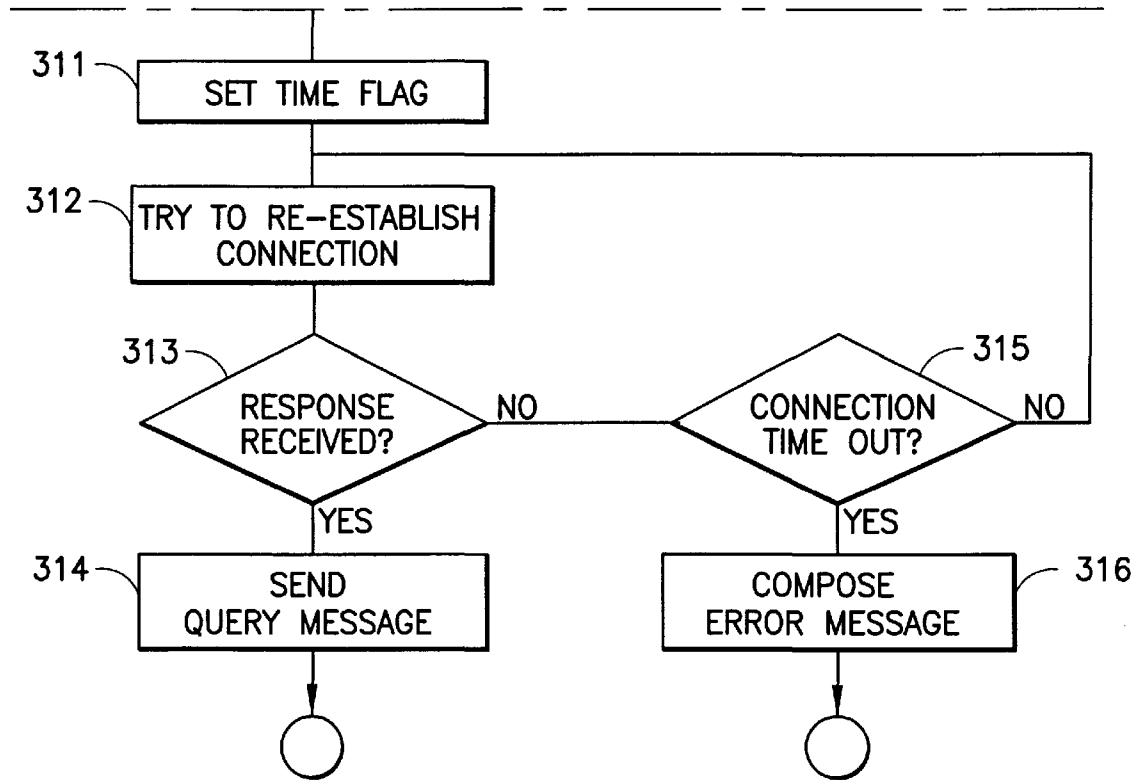 311
SET TIME FLAG
312
TRY TO RE-ESTABLISH
CONNECTION
313
RESPONSE
RECEIVED?
NO
YES
315
CONNECTION
TIME OUT?
NO
YES
314
SEND
QUERY MESSAGE
316
COMPOSE
ERROR MESSAGE